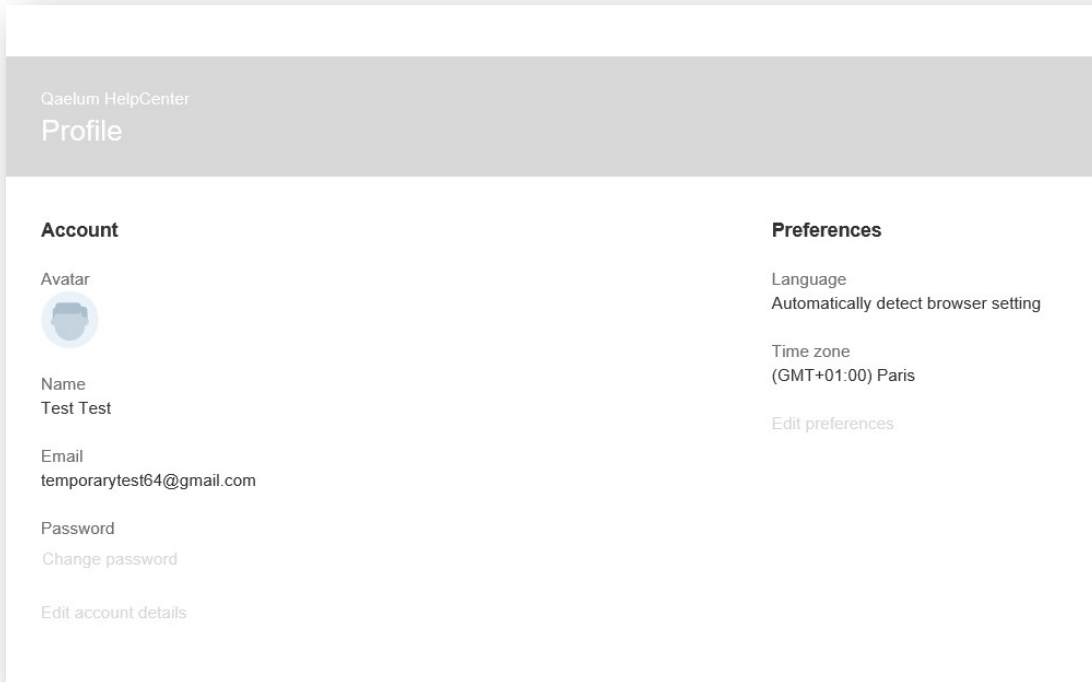 Qaelum HelpCenter
Profile
Account
Avatar
Name
Test Test
Email
temporarytest64@gmail.com
Password
Change password
Edit account details
Preferences
Language
Automatically detect browser setting
Time zone
(GMT+01:00) Paris
Edit preferences